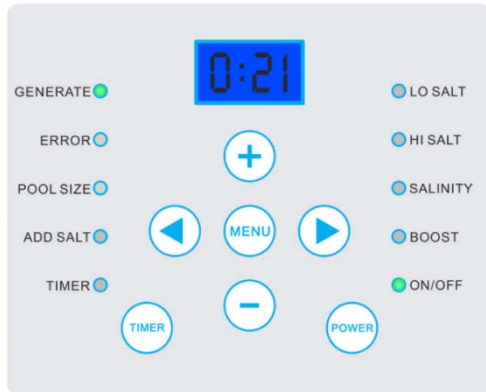 0:21
GENERATE
LO SALT
ERROR
HI SALT
POOL SIZE
SALINITY
ADD SALT
MENU
BOOST
TIMER
ON/OFF
TIMER
POWER